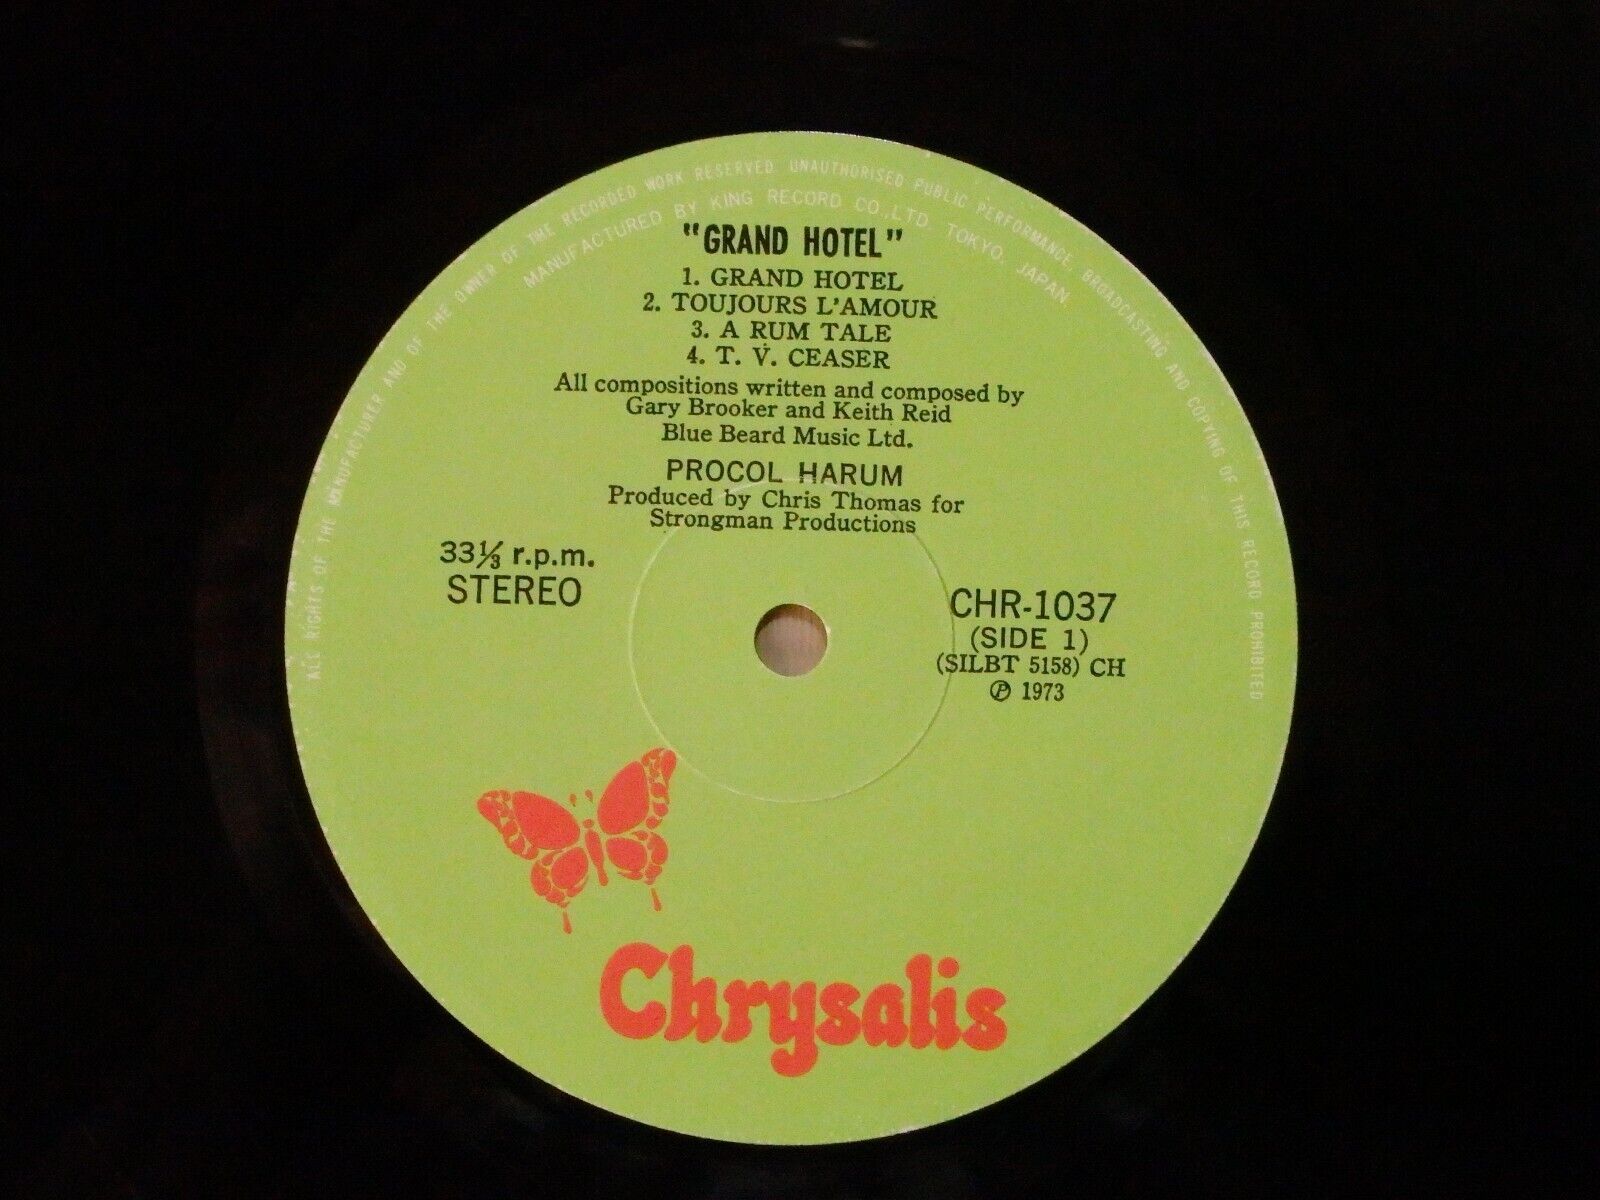 ALL RIGHTS OF THE MANUFACTURER AND OF THE OWNER OF THE RECORDED WORK RESERVED. UNAUTHORISED PUBLIC PERFORMANCE, BROADCASTING AND COPYING OF THIS RECORD PROHIBITED
MANUFACTURED BY KING RECORD CO.,LTD. TOKYO, JAPAN
"GRAND HOTEL"
1. GRAND HOTEL
2. TOUJOURS L'AMOUR
3. A RUM TALE
4. T. V. CEASER
All compositions written and composed by
Gary Brooker and Keith Reid
Blue Beard Music Ltd.
PROCOL HARUM
Produced by Chris Thomas for
Strongman Productions
33⅓ r.p.m.
STEREO
CHR-1037
(SIDE 1)
(SILBT 5158) CH
℗ 1973
Chrysalis